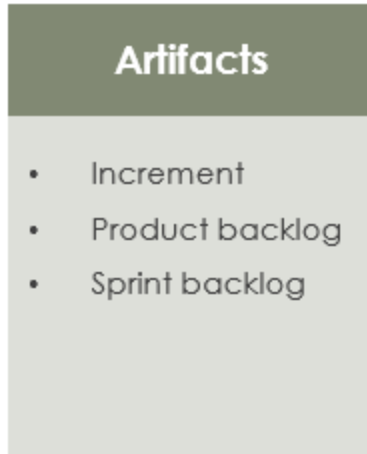 Artifacts
• Increment
• Product backlog
• Sprint backlog